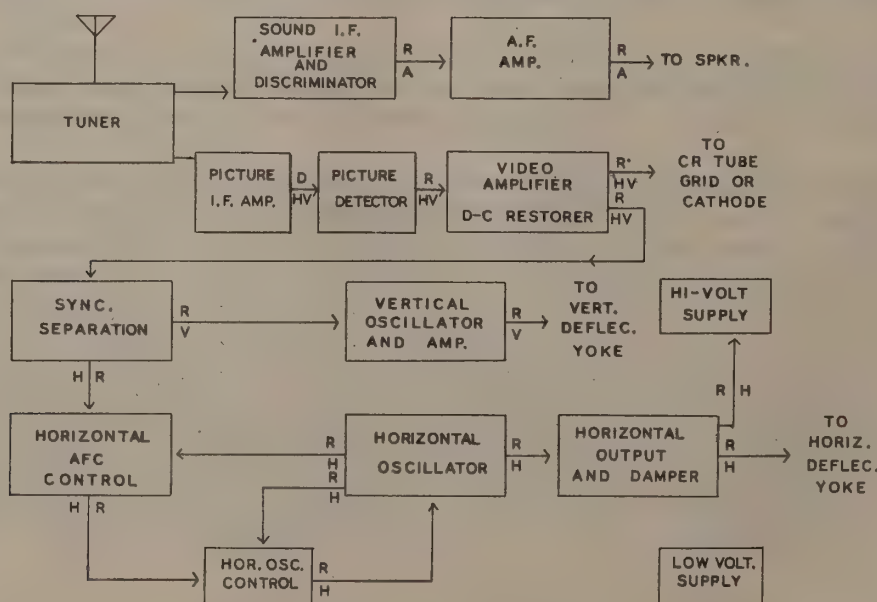 SOUND I.F.
AMPLIFIER
AND
DISCRIMINATOR
R
A
A.F.
AMP.
R
A
TO SPKR.
TUNER
PICTURE
I.F. AMP.
D
HV
PICTURE
DETECTOR
R
HV
VIDEO
AMPLIFIER
D-C RESTORER
R
HV
R
HV
TO
CR TUBE
GRID OR
CATHODE
SYNC.
SEPARATION
R
V
VERTICAL
OSCILLATOR
AND AMP.
R
V
TO
VERT.
DEFLEC.
YOKE
HI-VOLT
SUPPLY
H R
R H
HORIZONTAL
AFC
CONTROL
R
H
R
H
HORIZONTAL
OSCILLATOR
R
H
HORIZONTAL
OUTPUT
AND DAMPER
R
H
TO
HORIZ.
DEFLEC.
YOKE
H R
HOR. OSC.
CONTROL
R
H
LOW VOLT.
SUPPLY